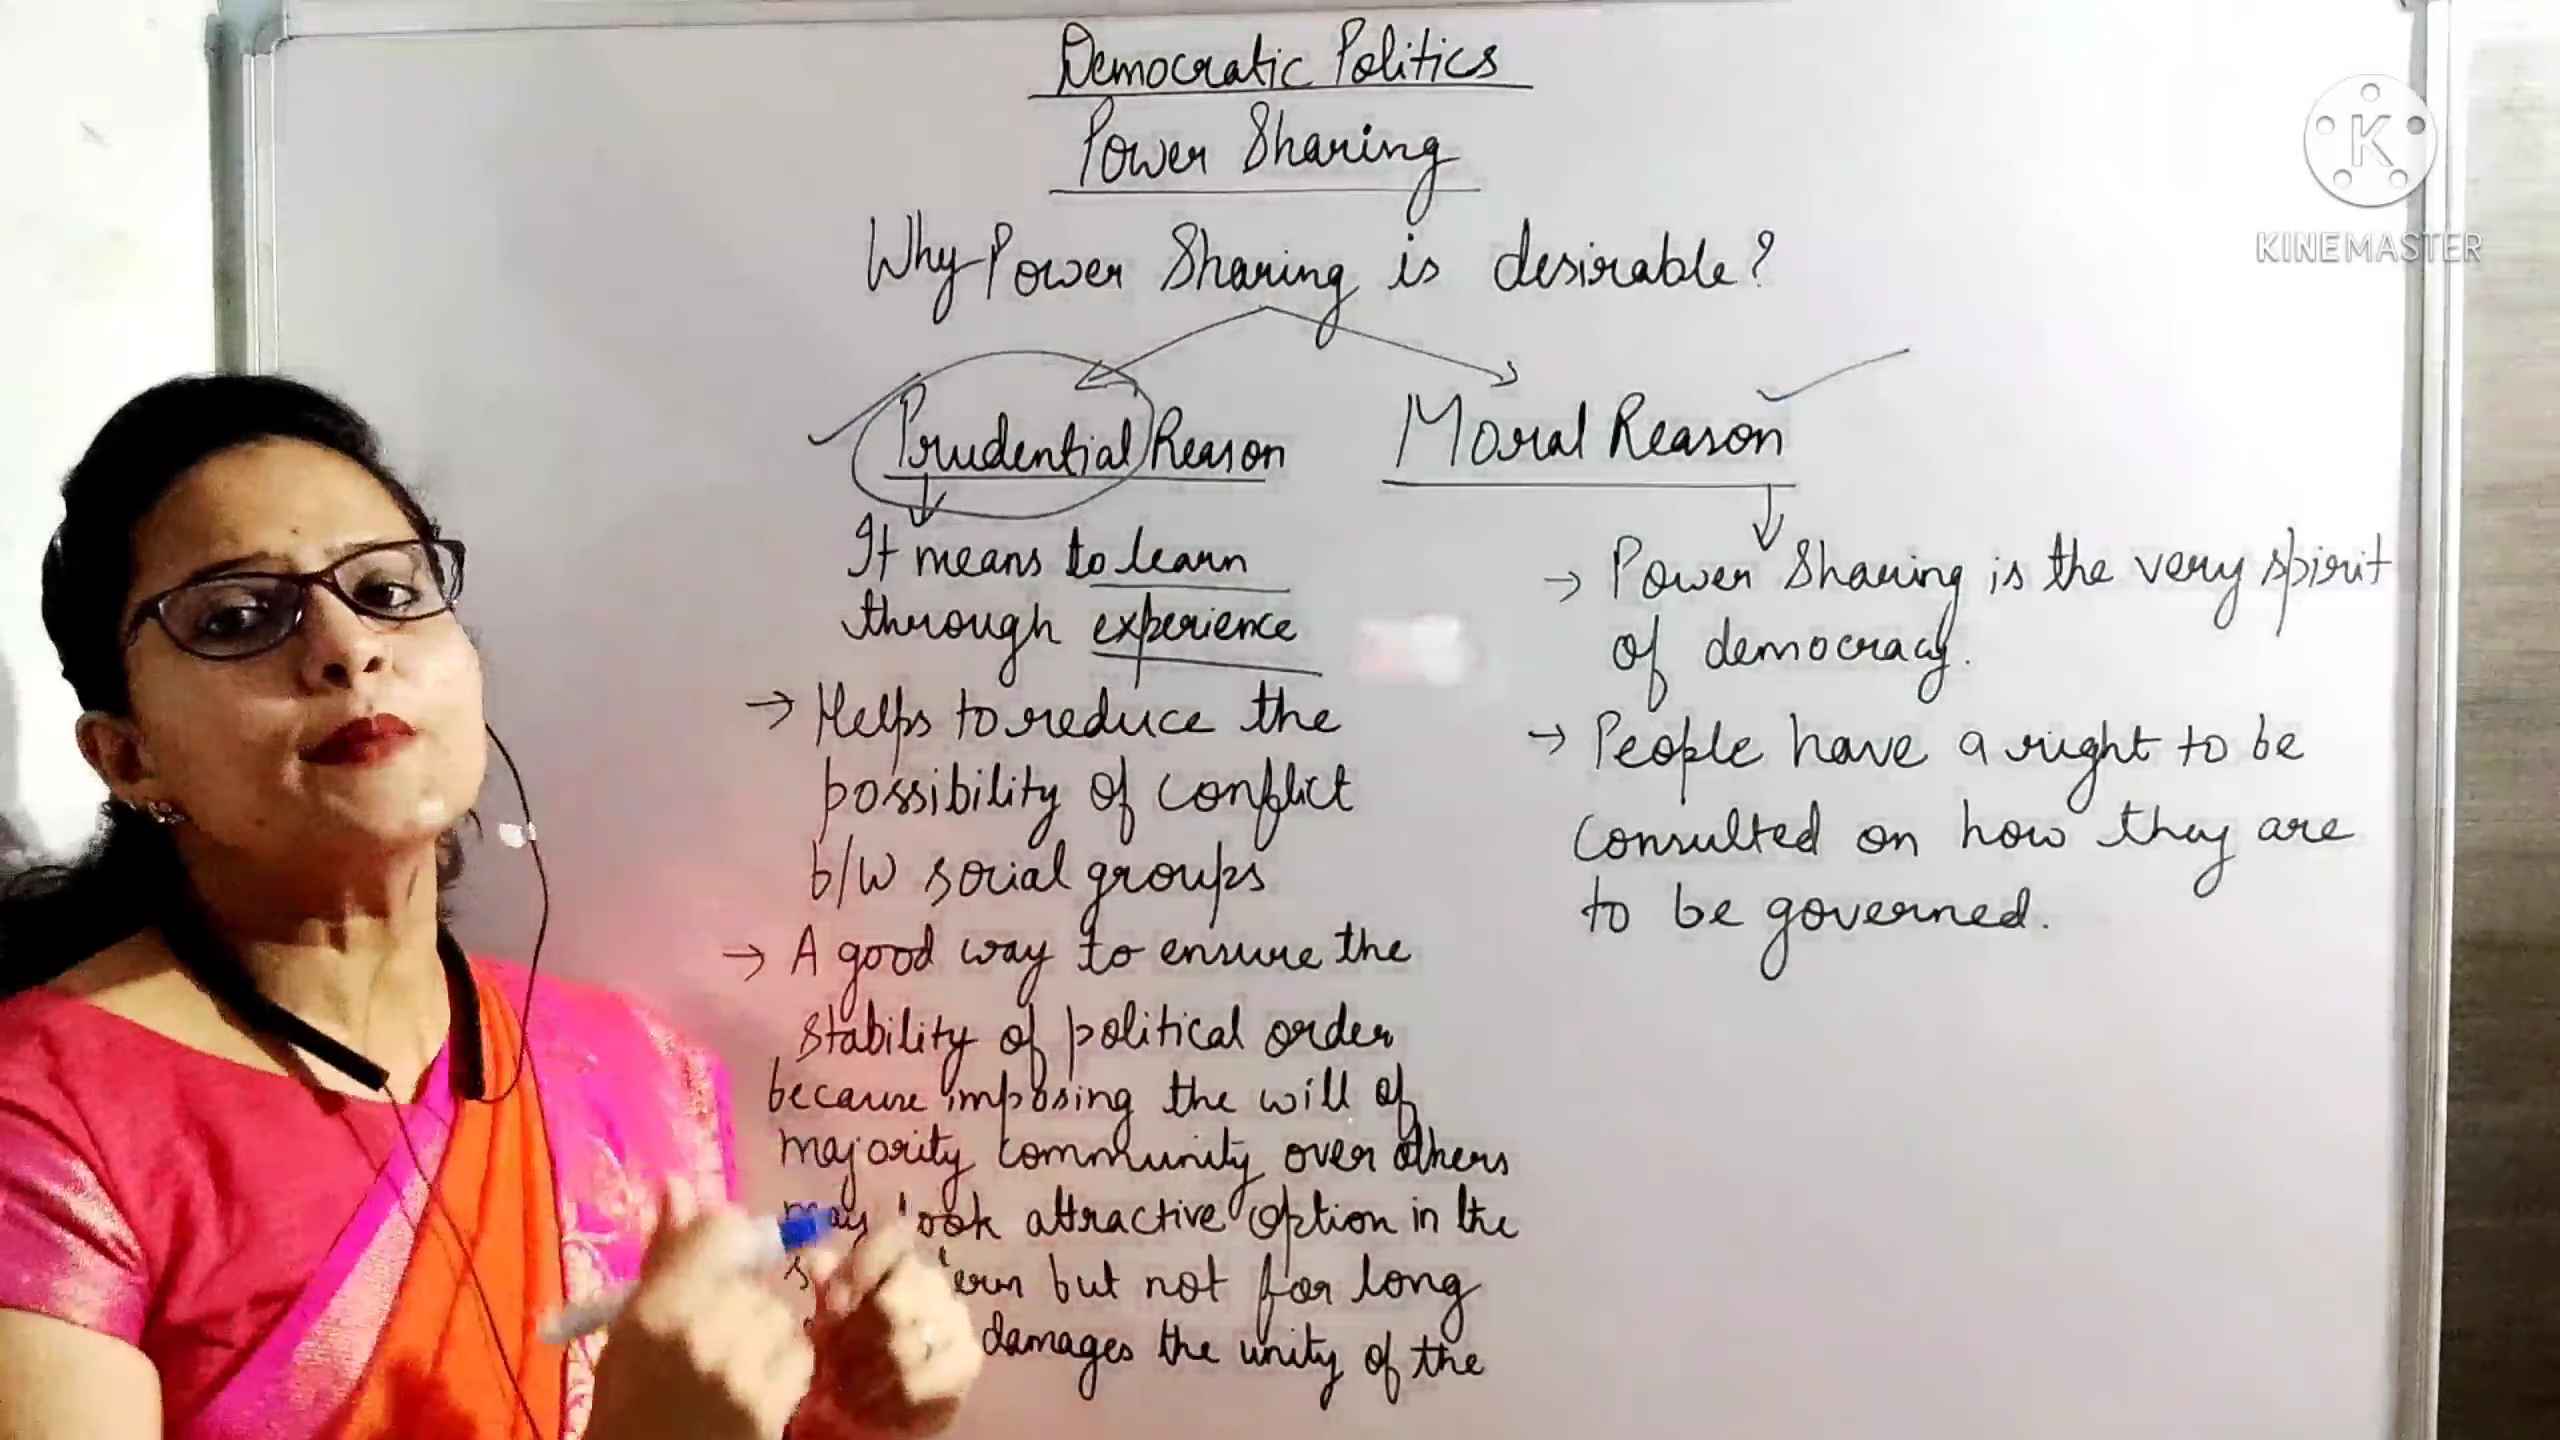 Democratic Politics
Power Sharing
Why Power Sharing is desirable?
Prudential Reason
It means to learn
through experience
→ Helps to reduce the
possibility of conflict
b/w social groups
→ A good way to ensure the
stability of political order
because imposing the will of
majority community over others
may look attractive option in the
but not for long
damages the unity of the
Moral Reason
→ Power Sharing is the very spirit
of democracy.
→ People have a right to be
consulted on how they are
to be governed.
K
KINEMASTER